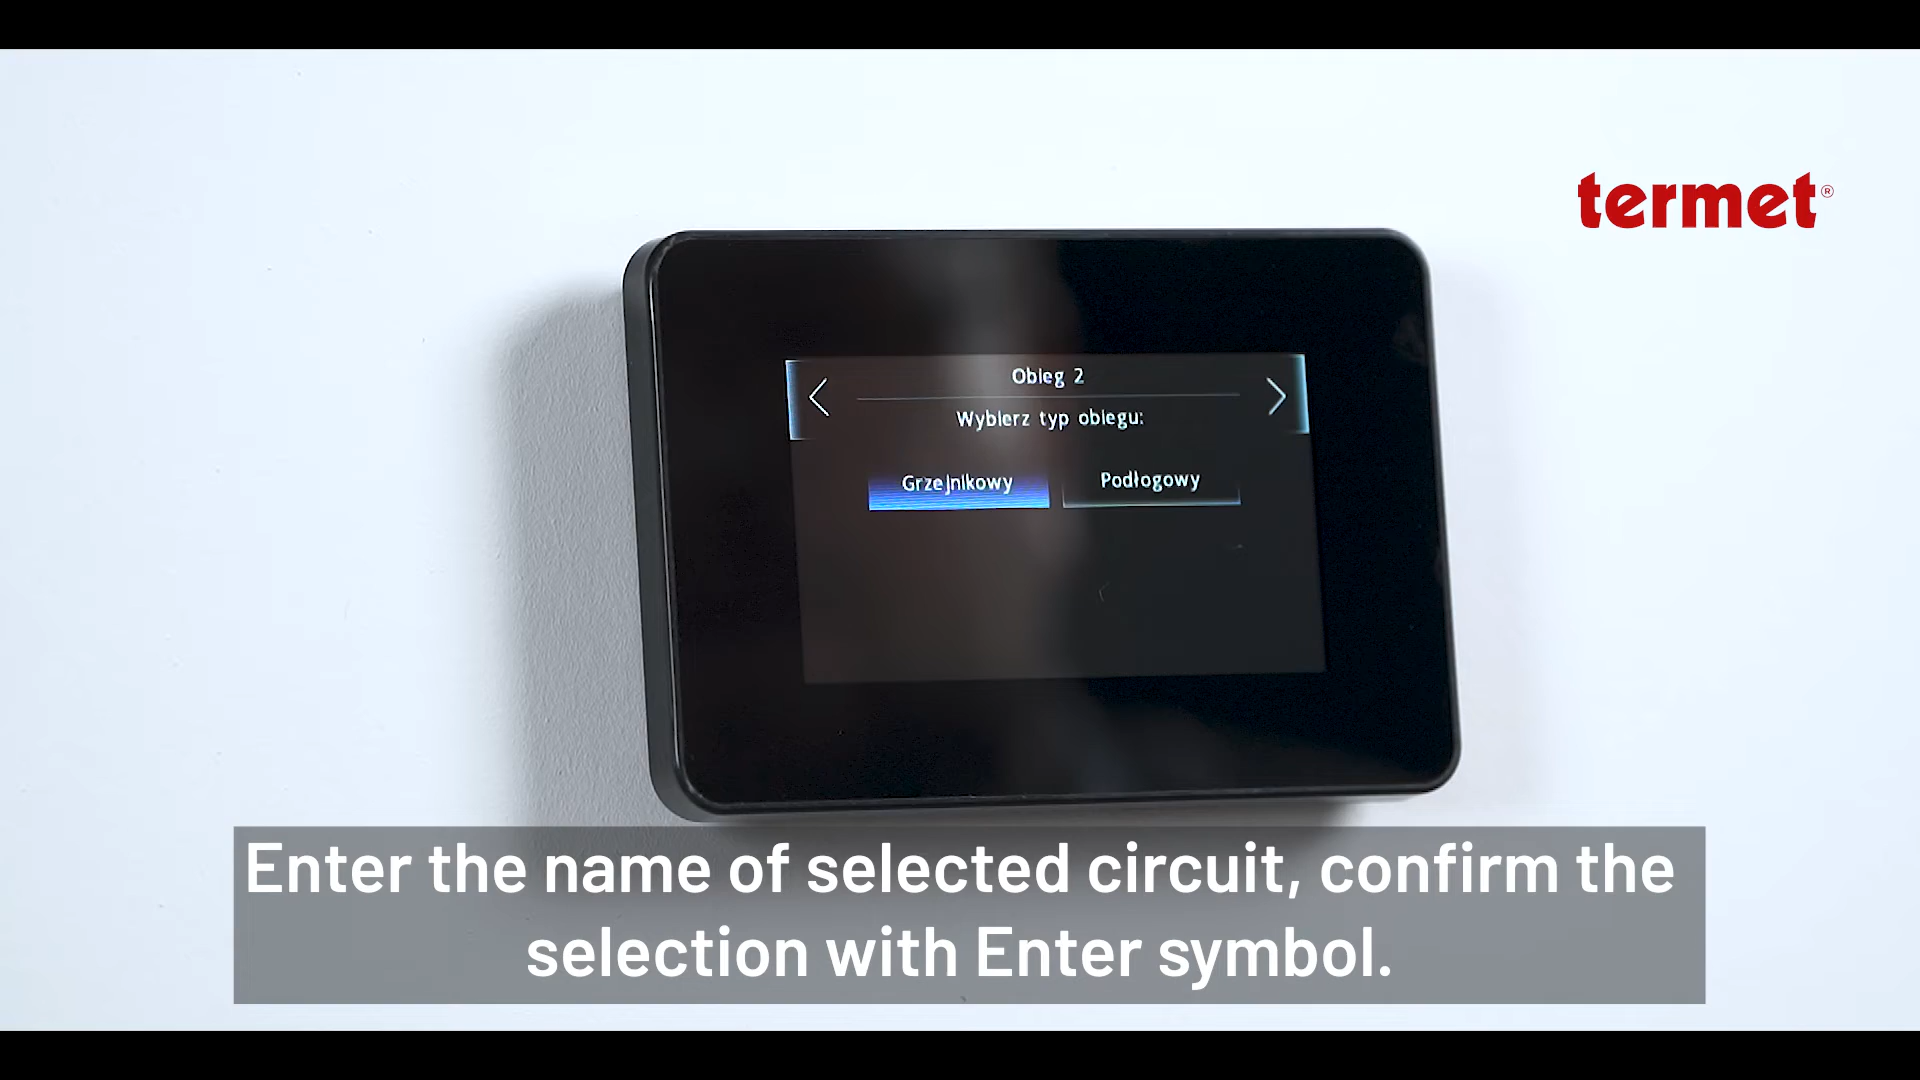 termet®
Obieg 2
Wybierz typ obiegu:
Grzejnikowy
Podłogowy
Enter the name of selected circuit, confirm the
selection with Enter symbol.